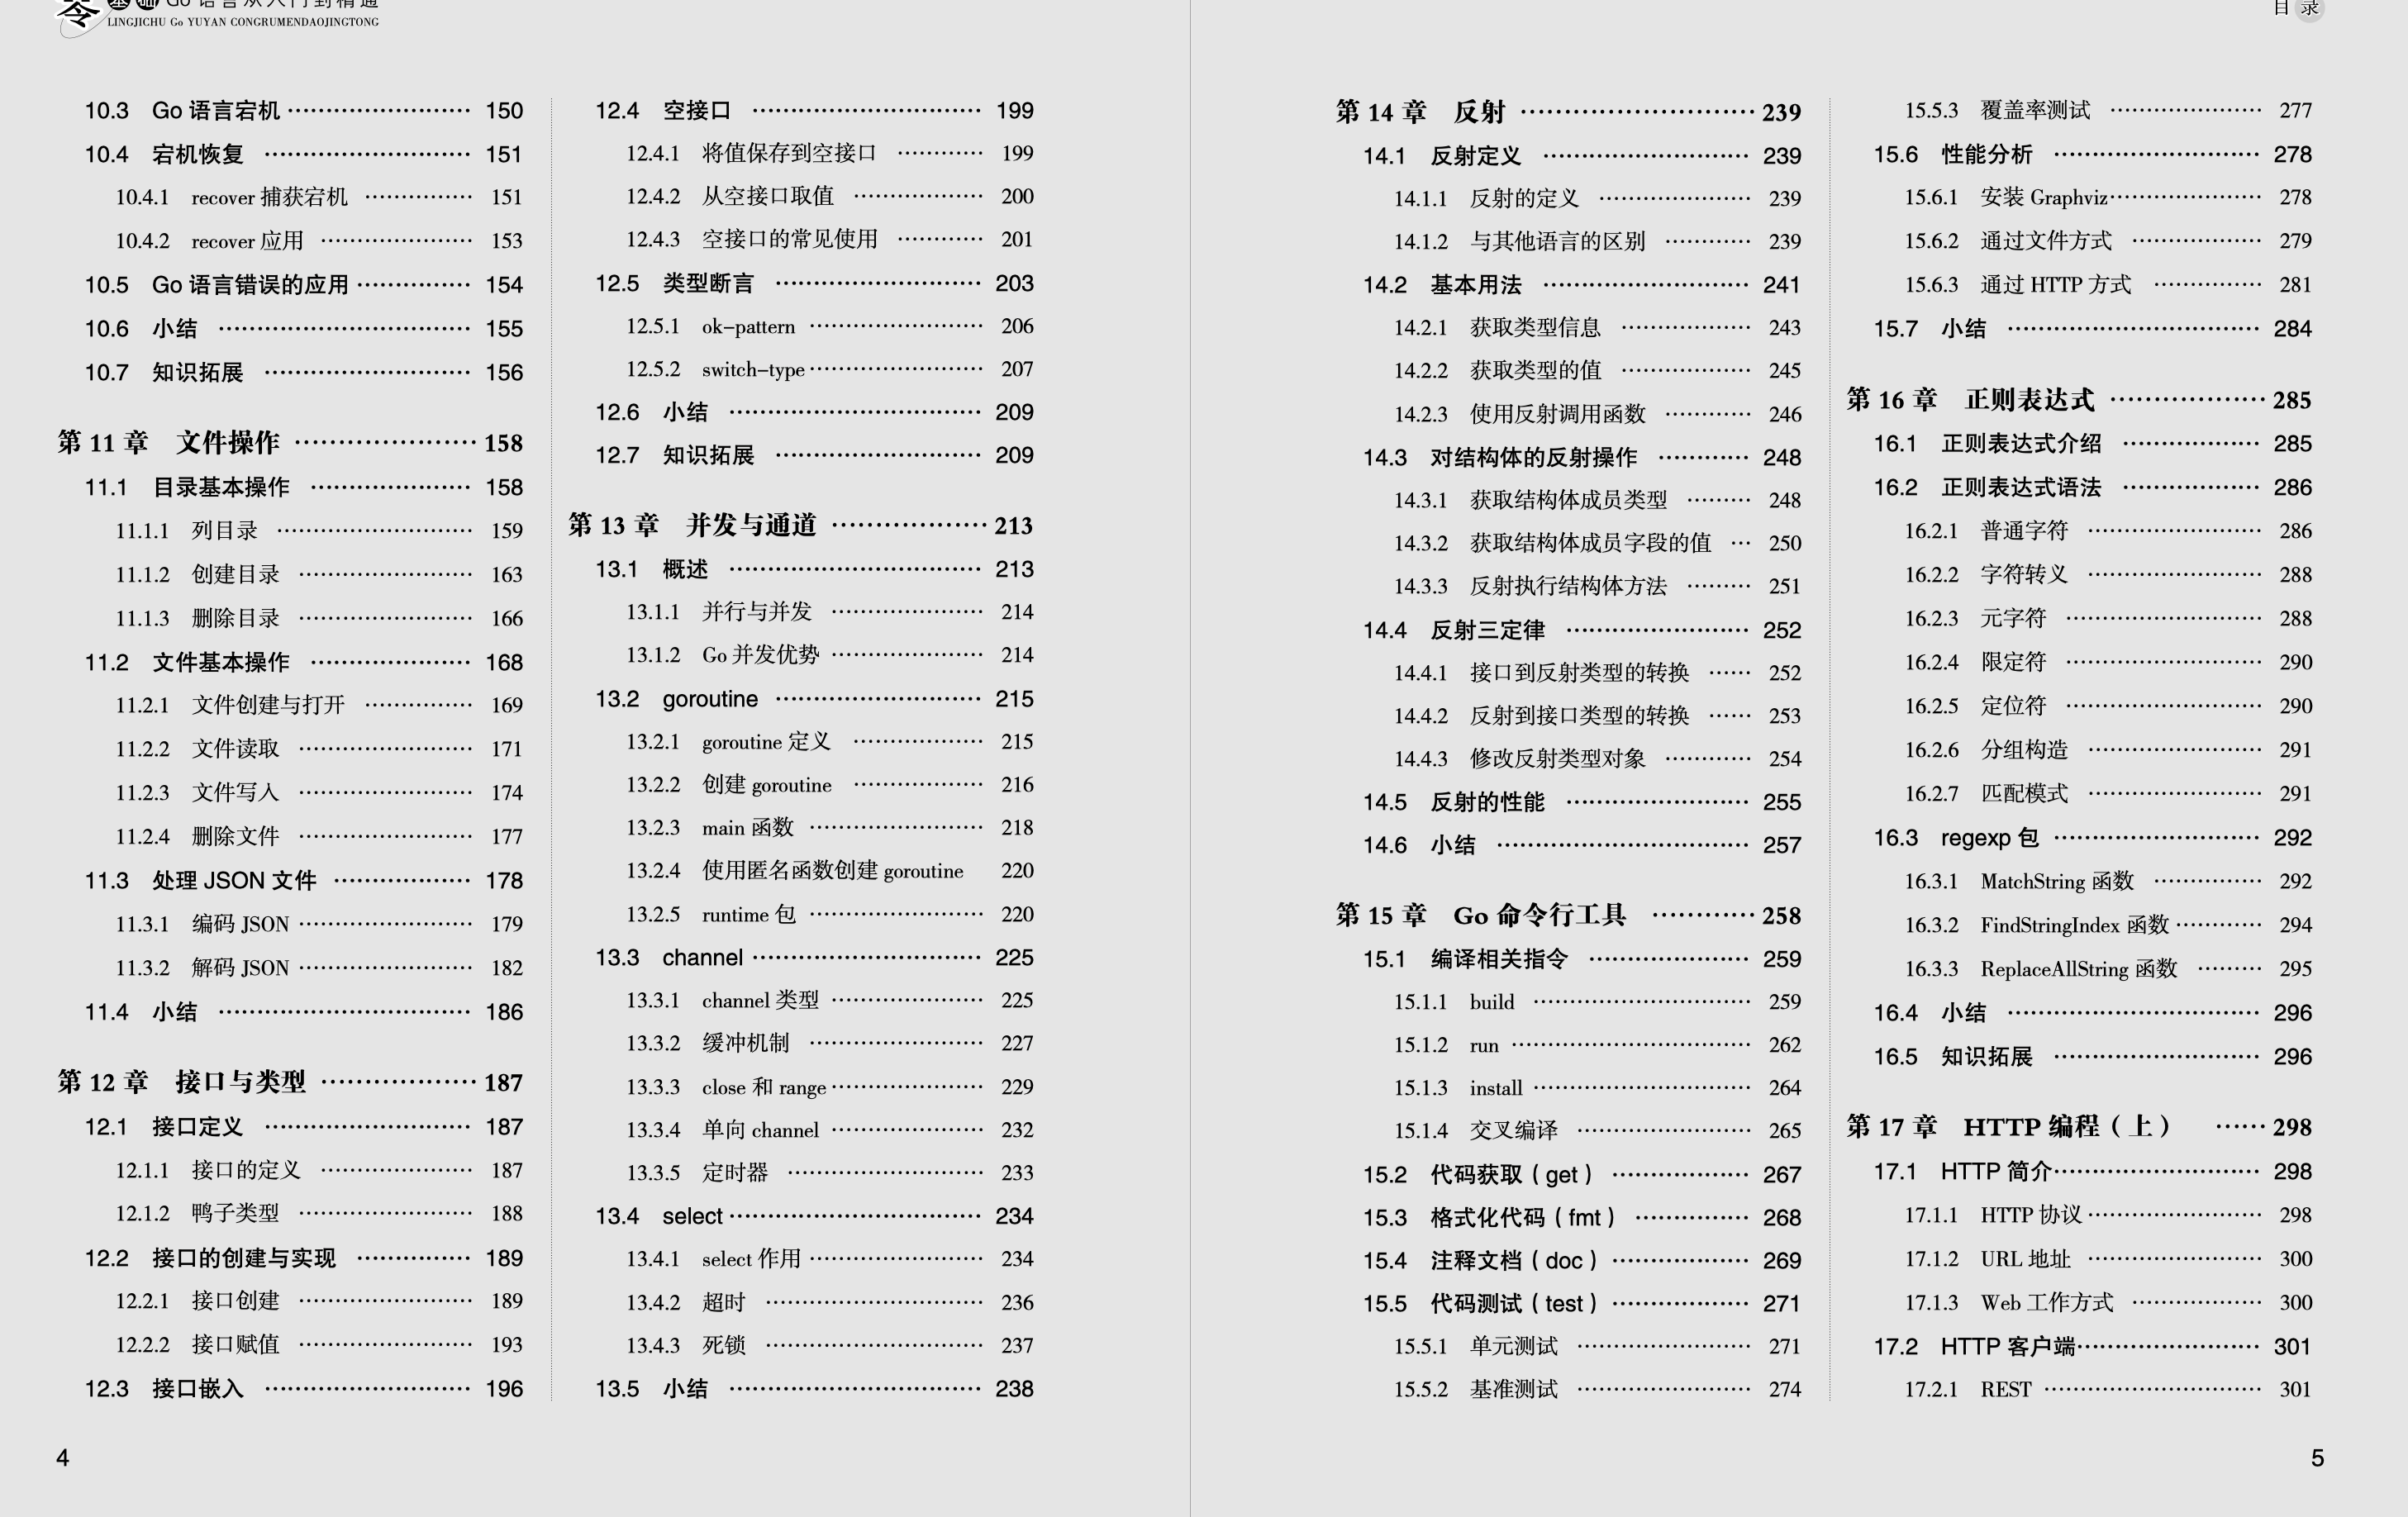 零基础 Go 语言从入门到精通
LINGJICHU Go YUYAN CONGRUMENDAOJINGTONG
10.3 Go 语言宕机 ························ 150
10.4 宕机恢复 ··························· 151
10.4.1 recover 捕获宕机 ··············· 151
10.4.2 recover 应用 ····················· 153
10.5 Go 语言错误的应用 ··············· 154
10.6 小结 ································· 155
10.7 知识拓展 ··························· 156
第 11 章 文件操作 ····················· 158
11.1 目录基本操作 ····················· 158
11.1.1 列目录 ··························· 159
11.1.2 创建目录 ························ 163
11.1.3 删除目录 ························ 166
11.2 文件基本操作 ····················· 168
11.2.1 文件创建与打开 ··············· 169
11.2.2 文件读取 ························ 171
11.2.3 文件写入 ························ 174
11.2.4 删除文件 ························ 177
11.3 处理 JSON 文件 ·················· 178
11.3.1 编码 JSON ························ 179
11.3.2 解码 JSON ························ 182
11.4 小结 ································· 186
第 12 章 接口与类型 ·················· 187
12.1 接口定义 ··························· 187
12.1.1 接口的定义 ····················· 187
12.1.2 鸭子类型 ························ 188
12.2 接口的创建与实现 ··············· 189
12.2.1 接口创建 ························ 189
12.2.2 接口赋值 ························ 193
12.3 接口嵌入 ··························· 196
4
12.4 空接口 ······························ 199
12.4.1 将值保存到空接口 ············ 199
12.4.2 从空接口取值 ·················· 200
12.4.3 空接口的常见使用 ············ 201
12.5 类型断言 ··························· 203
12.5.1 ok-pattern ························ 206
12.5.2 switch-type ························ 207
12.6 小结 ································· 209
12.7 知识拓展 ··························· 209
第 13 章 并发与通道 ·················· 213
13.1 概述 ································· 213
13.1.1 并行与并发 ····················· 214
13.1.2 Go 并发优势 ····················· 214
13.2 goroutine ··························· 215
13.2.1 goroutine 定义 ·················· 215
13.2.2 创建 goroutine ·················· 216
13.2.3 main 函数 ························ 218
13.2.4 使用匿名函数创建 goroutine 220
13.2.5 runtime 包 ························ 220
13.3 channel ······························ 225
13.3.1 channel 类型 ····················· 225
13.3.2 缓冲机制 ························ 227
13.3.3 close 和 range ····················· 229
13.3.4 单向 channel ····················· 232
13.3.5 定时器 ··························· 233
13.4 select ································· 234
13.4.1 select 作用 ························ 234
13.4.2 超时 ······························ 236
13.4.3 死锁 ······························ 237
13.5 小结 ································· 238
目录
第 14 章 反射 ··························· 239
14.1 反射定义 ··························· 239
14.1.1 反射的定义 ····················· 239
14.1.2 与其他语言的区别 ············ 239
14.2 基本用法 ··························· 241
14.2.1 获取类型信息 ·················· 243
14.2.2 获取类型的值 ·················· 245
14.2.3 使用反射调用函数 ············ 246
14.3 对结构体的反射操作 ············ 248
14.3.1 获取结构体成员类型 ········· 248
14.3.2 获取结构体成员字段的值 ··· 250
14.3.3 反射执行结构体方法 ········· 251
14.4 反射三定律 ························ 252
14.4.1 接口到反射类型的转换 ······ 252
14.4.2 反射到接口类型的转换 ······ 253
14.4.3 修改反射类型对象 ············ 254
14.5 反射的性能 ························ 255
14.6 小结 ································· 257
第 15 章 Go 命令行工具 ············ 258
15.1 编译相关指令 ····················· 259
15.1.1 build ······························ 259
15.1.2 run ································· 262
15.1.3 install ······························ 264
15.1.4 交叉编译 ························ 265
15.2 代码获取（get） ·················· 267
15.3 格式化代码（fmt） ··············· 268
15.4 注释文档（doc） ·················· 269
15.5 代码测试（test） ·················· 271
15.5.1 单元测试 ························ 271
15.5.2 基准测试 ························ 274
15.5.3 覆盖率测试 ····················· 277
15.6 性能分析 ··························· 278
15.6.1 安装 Graphviz ····················· 278
15.6.2 通过文件方式 ·················· 279
15.6.3 通过 HTTP 方式 ··············· 281
15.7 小结 ································· 284
第 16 章 正则表达式 ·················· 285
16.1 正则表达式介绍 ·················· 285
16.2 正则表达式语法 ·················· 286
16.2.1 普通字符 ························ 286
16.2.2 字符转义 ························ 288
16.2.3 元字符 ··························· 288
16.2.4 限定符 ··························· 290
16.2.5 定位符 ··························· 290
16.2.6 分组构造 ························ 291
16.2.7 匹配模式 ························ 291
16.3 regexp 包 ··························· 292
16.3.1 MatchString 函数 ··············· 292
16.3.2 FindStringIndex 函数 ············ 294
16.3.3 ReplaceAllString 函数 ········· 295
16.4 小结 ································· 296
16.5 知识拓展 ··························· 296
第 17 章 HTTP 编程（上） ······ 298
17.1 HTTP 简介 ··························· 298
17.1.1 HTTP 协议 ························ 298
17.1.2 URL 地址 ························ 300
17.1.3 Web 工作方式 ·················· 300
17.2 HTTP 客户端 ························ 301
17.2.1 REST ······························ 301
5